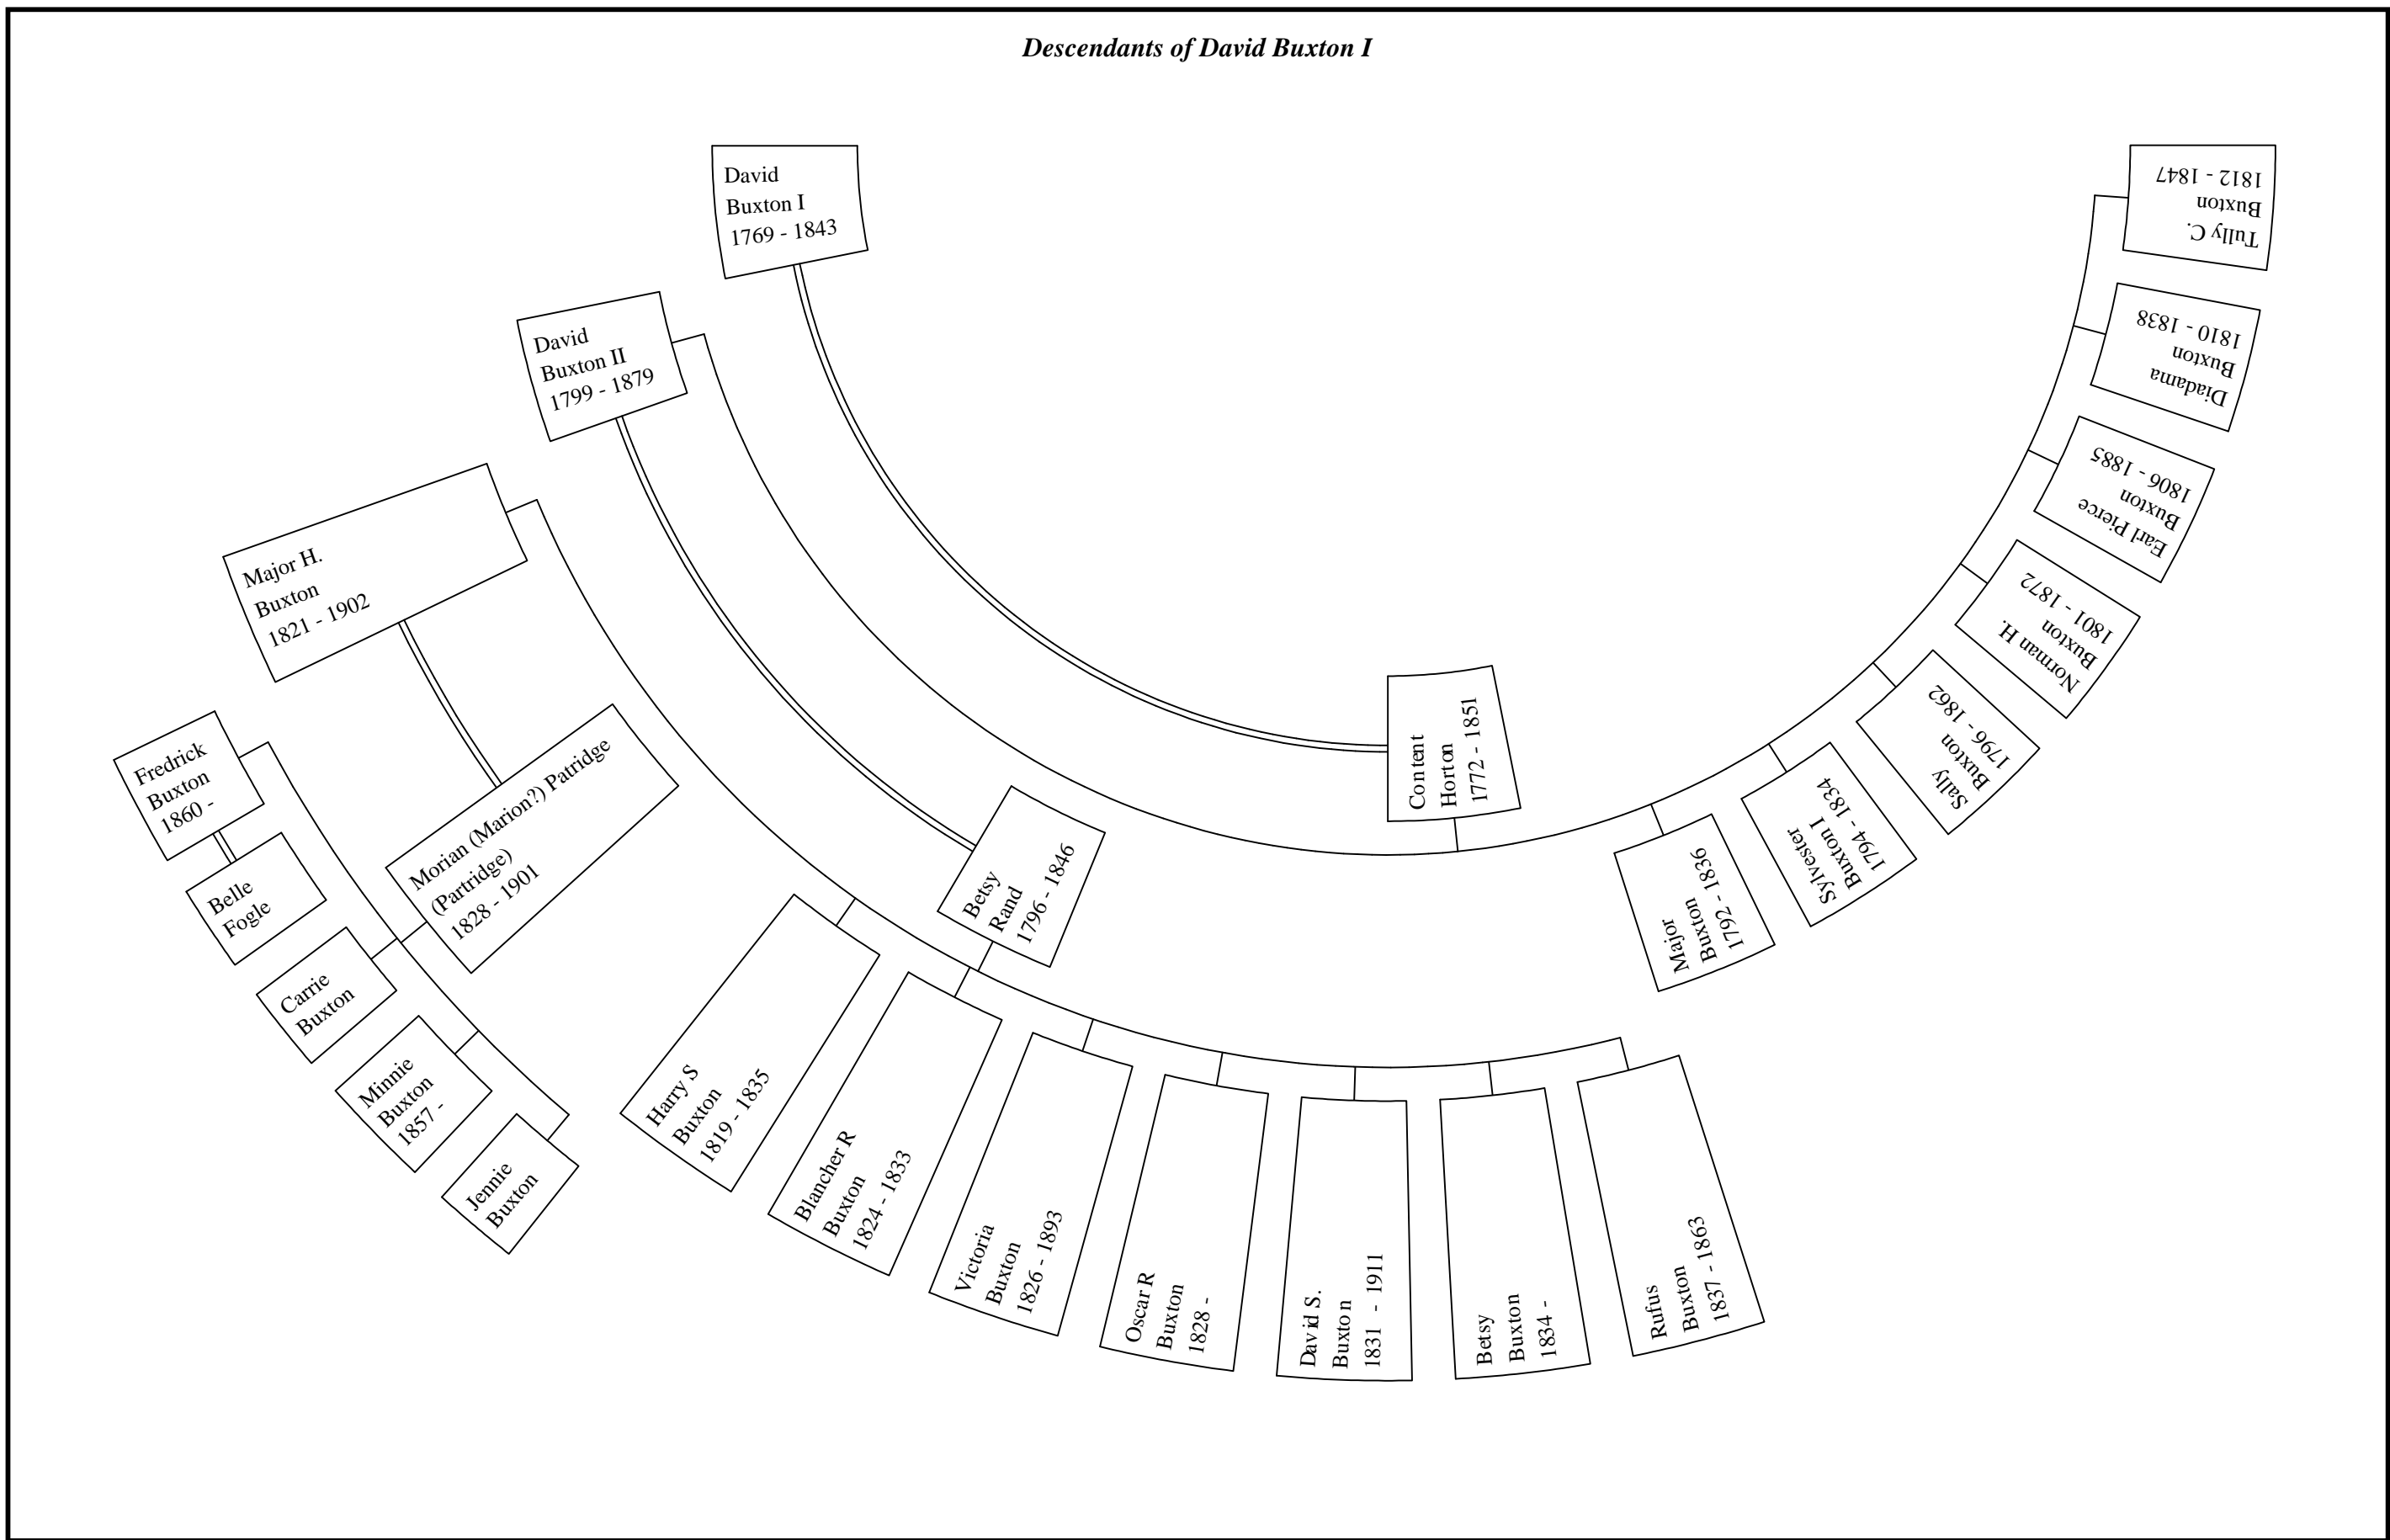 Descendants of David Buxton I
David
Buxton I
1769 - 1843
Content
Horton
1772 - 1851
David
Buxton II
1799 - 1879
Betsy
Rand
1796 - 1846
Major
Buxton
1792 - 1836
Sylvester
Buxton I
1794 - 1834
Sally
Buxton
1796 - 1862
Norman H.
Buxton
1801 - 1872
Earl Pierce
Buxton
1806 - 1885
Diadama
Buxton
1810 - 1838
Tully C.
Buxton
1812 - 1847
Major H.
Buxton
1821 - 1902
Morian (Marion?) Patridge
(Partridge)
1828 - 1901
Harry S
Buxton
1819 - 1835
Blancher R
Buxton
1824 - 1833
Victoria
Buxton
1826 - 1893
Oscar R
Buxton
1828 -
David S.
Buxton
1831 - 1911
Betsy
Buxton
1834 -
Rufus
Buxton
1837 - 1863
Fredrick
Buxton
1860 -
Belle
Fogle
Carrie
Buxton
Minnie
Buxton
1857 -
Jennie
Buxton